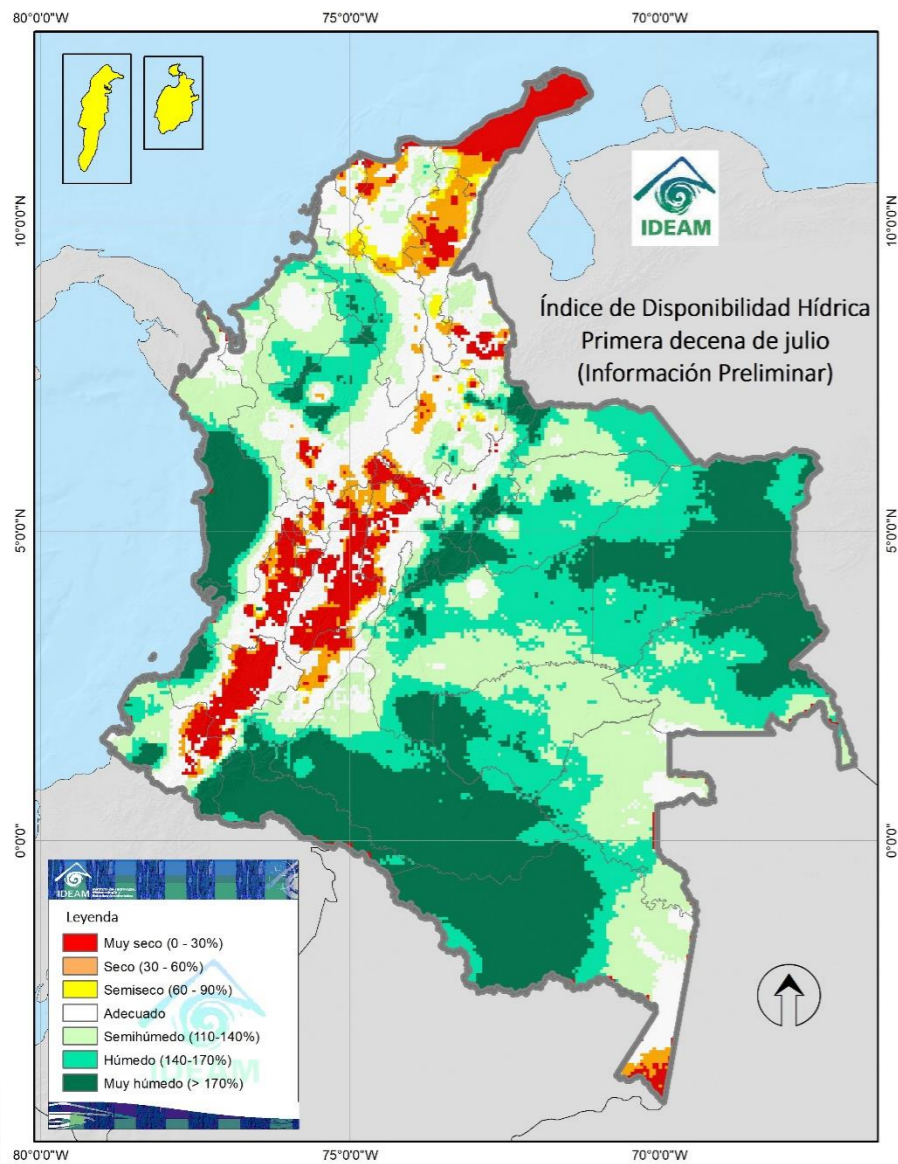 80°0'0"W 75°0'0"W 70°0'0"W
10°0'0"N 10°0'0"N
IDEAM
Índice de Disponibilidad Hídrica
Primera decena de julio
(Información Preliminar)
5°0'0"N 5°0'0"N
0°0'0" 0°0'0"
IDEAM
Leyenda
Muy seco (0 - 30%)
Seco (30 - 60%)
Semiseco (60 - 90%)
Adecuado
Semihúmedo (110-140%)
Húmedo (140-170%)
Muy húmedo (> 170%)
IDEAM
80°0'0"W 75°0'0"W 70°0'0"W